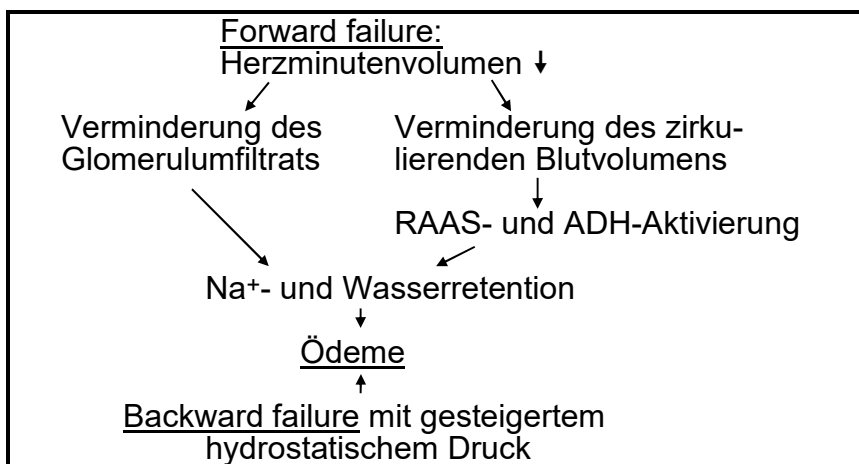 Forward failure:
Herzminutenvolumen
Verminderung des
Glomerulumfiltrats
Verminderung des zirku-
lierenden Blutvolumens
RAAS- und ADH-Aktivierung
Na⁺- und Wasserretention
Ödeme
Backward failure mit gesteigertem
hydrostatischem Druck